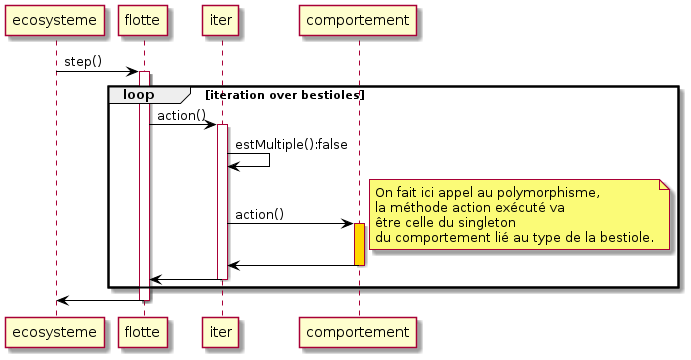 ecosysteme flotte iter comportement
step()
loop [iteration over bestioles]
action()
estMultiple():false
On fait ici appel au polymorphisme,
la méthode action exécuté va
action() être celle du singleton
du comportement lié au type de la bestiole.
ecosysteme flotte iter comportement